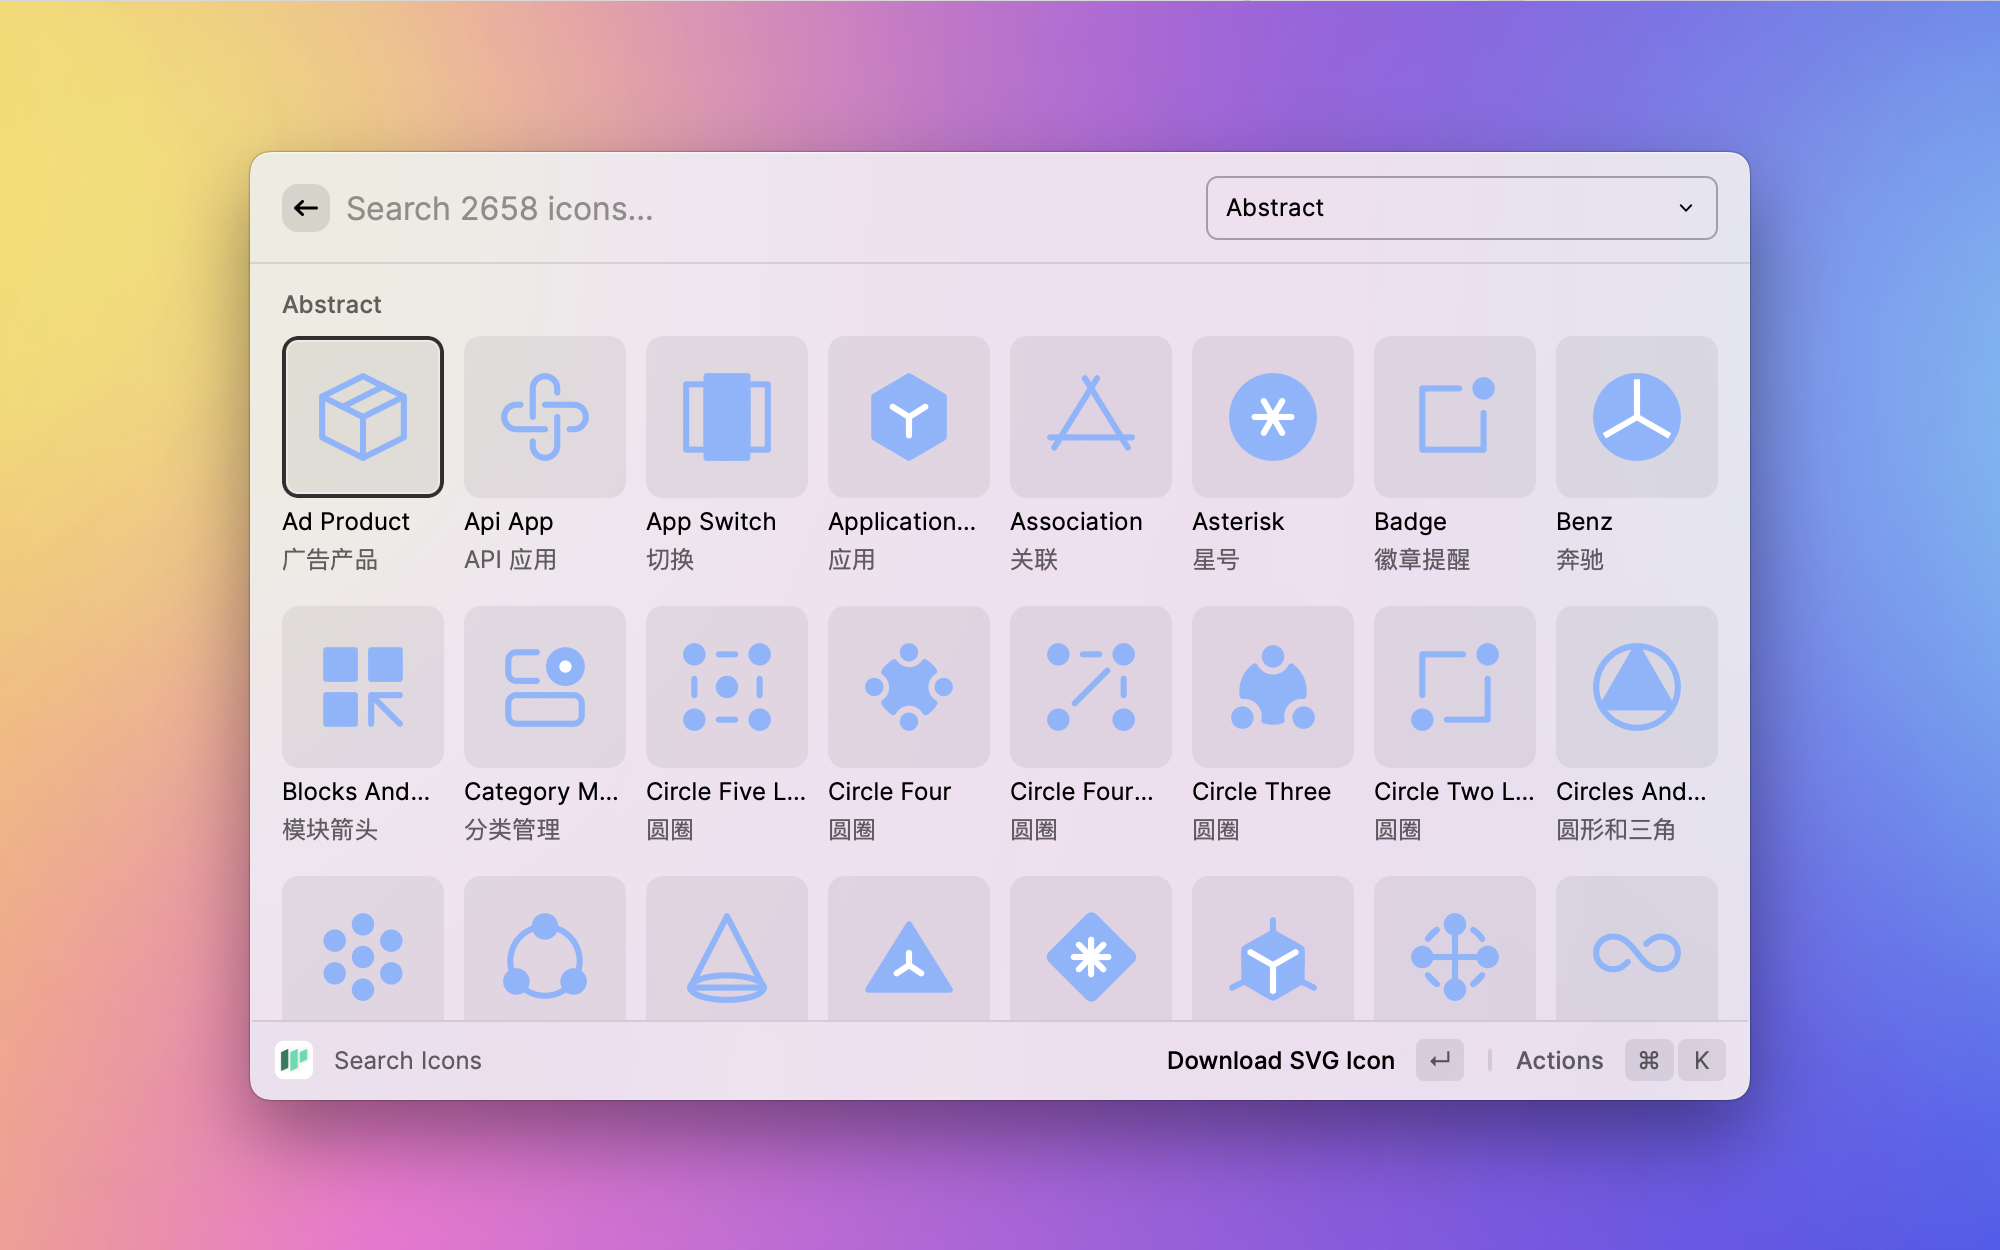 Search 2658 icons...
Abstract
Abstract
Ad Product
广告产品
Api App
API 应用
App Switch
切换
Application...
应用
Association
关联
Asterisk
星号
Badge
徽章提醒
Benz
奔驰
Blocks And...
模块箭头
Category M...
分类管理
Circle Five L...
圆圈
Circle Four
圆圈
Circle Four...
圆圈
Circle Three
圆圈
Circle Two L...
圆圈
Circles And...
圆形和三角
Search Icons
Download SVG Icon
Actions
⌘ K